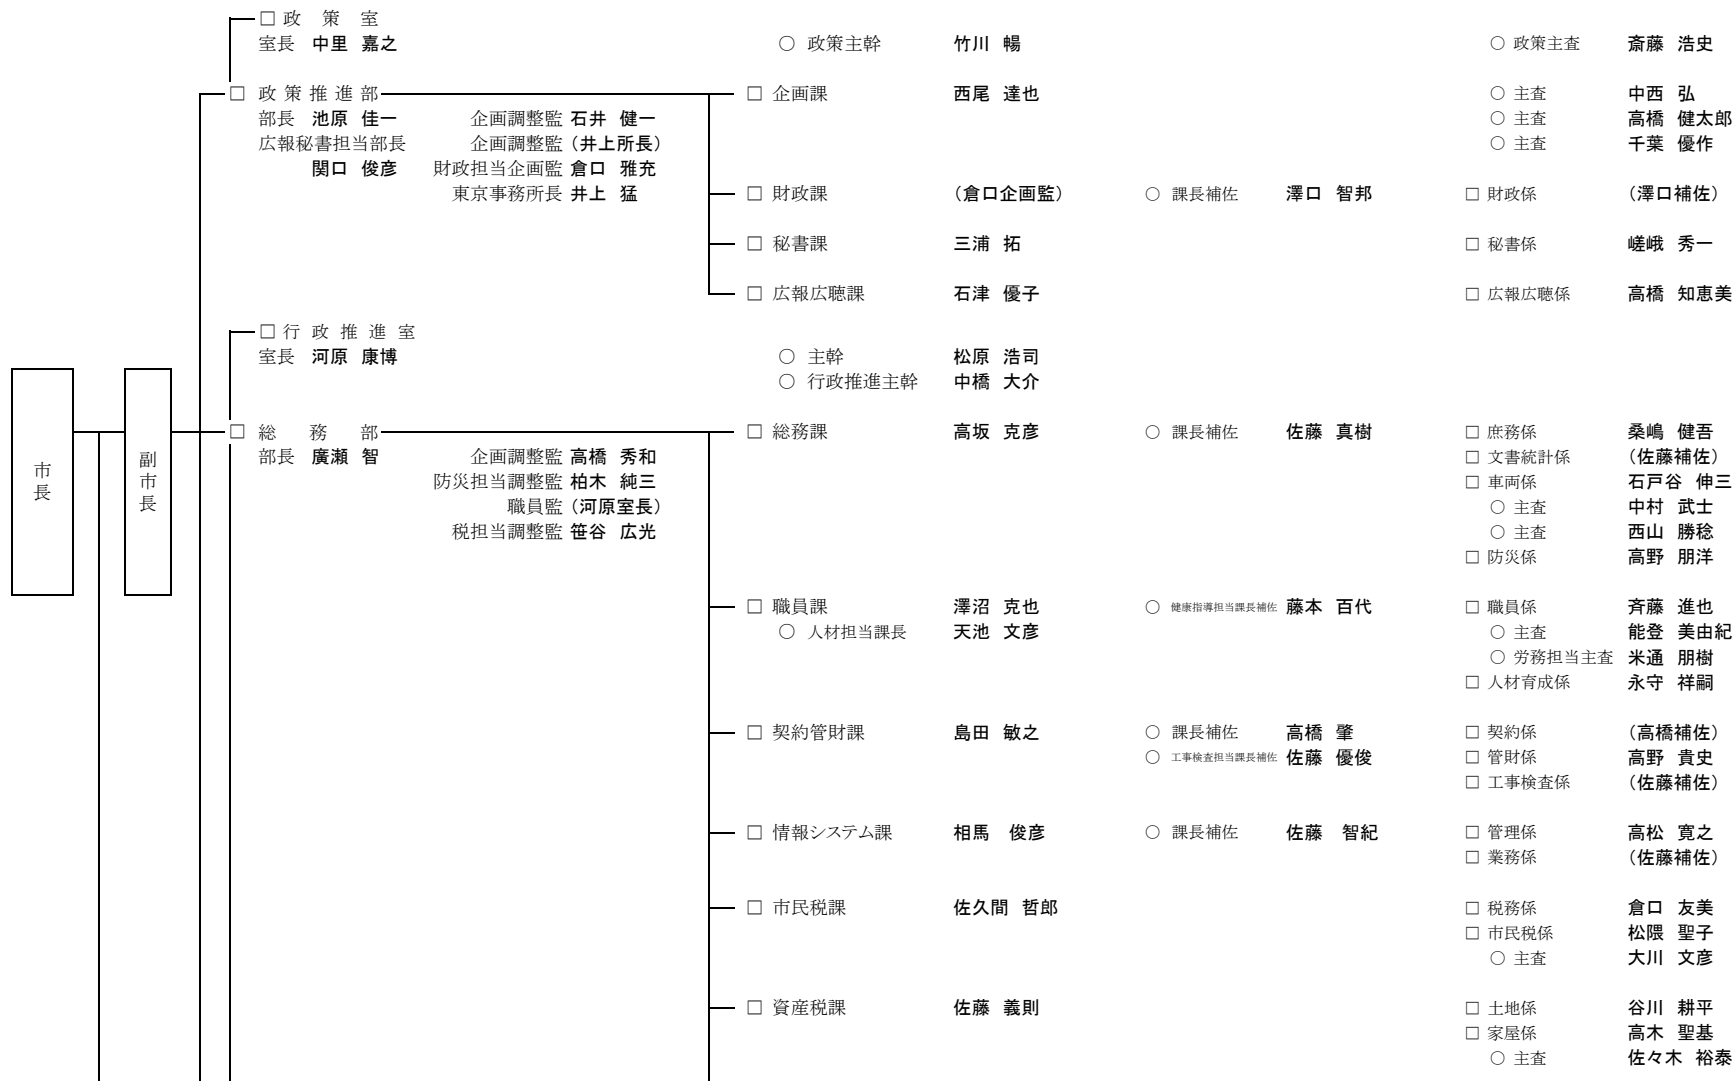 □ 政策室
室長 中里 嘉之 ○ 政策主幹 竹川 暢 ○ 政策主査 斎藤 浩史
□ 政策推進部 □ 企画課 西尾 達也 ○ 主査 中西 弘
部長 池原 佳一 企画調整監 石井 健一 ○ 主査 高橋 健太郎
広報秘書担当部長 企画調整監 (井上所長) ○ 主査 千葉 優作
関口 俊彦 財政担当企画監 倉口 雅充
東京事務所長 井上 猛 □ 財政課 (倉口企画監) ○ 課長補佐 澤口 智邦 □ 財政係 (澤口補佐)
□ 秘書課 三浦 拓 □ 秘書係 嵯峨 秀一
□ 広報広聴課 石津 優子 □ 広報広聴係 高橋 知恵美
□ 行政推進室
室長 河原 康博 ○ 主幹 松原 浩司
○ 行政推進主幹 中橋 大介
市長
副市長
□ 総務部 □ 総務課 高坂 克彦 ○ 課長補佐 佐藤 真樹 □ 庶務係 桑嶋 健吾
部長 廣瀬 智 企画調整監 高橋 秀和 □ 文書統計係 (佐藤補佐)
防災担当調整監 柏木 純三 □ 車両係 石戸谷 伸三
職員監 (河原室長) ○ 主査 中村 武士
税担当調整監 笹谷 広光 ○ 主査 西山 勝稔
□ 防災係 高野 朋洋
□ 職員課 澤沼 克也 ○ 健康指導担当課長補佐 藤本 百代 □ 職員係 斉藤 進也
○ 人材担当課長 天池 文彦 ○ 主査 能登 美由紀
○ 労務担当主査 米通 朋樹
□ 人材育成係 永守 祥嗣
□ 契約管財課 島田 敏之 ○ 課長補佐 高橋 肇 □ 契約係 (高橋補佐)
○ 工事検査担当課長補佐 佐藤 優俊 □ 管財係 高野 貴史
□ 工事検査係 (佐藤補佐)
□ 情報システム課 相馬 俊彦 ○ 課長補佐 佐藤 智紀 □ 管理係 高松 寛之
□ 業務係 (佐藤補佐)
□ 市民税課 佐久間 哲郎 □ 税務係 倉口 友美
□ 市民税係 松隈 聖子
○ 主査 大川 文彦
□ 資産税課 佐藤 義則 □ 土地係 谷川 耕平
□ 家屋係 高木 聖基
○ 主査 佐々木 裕泰